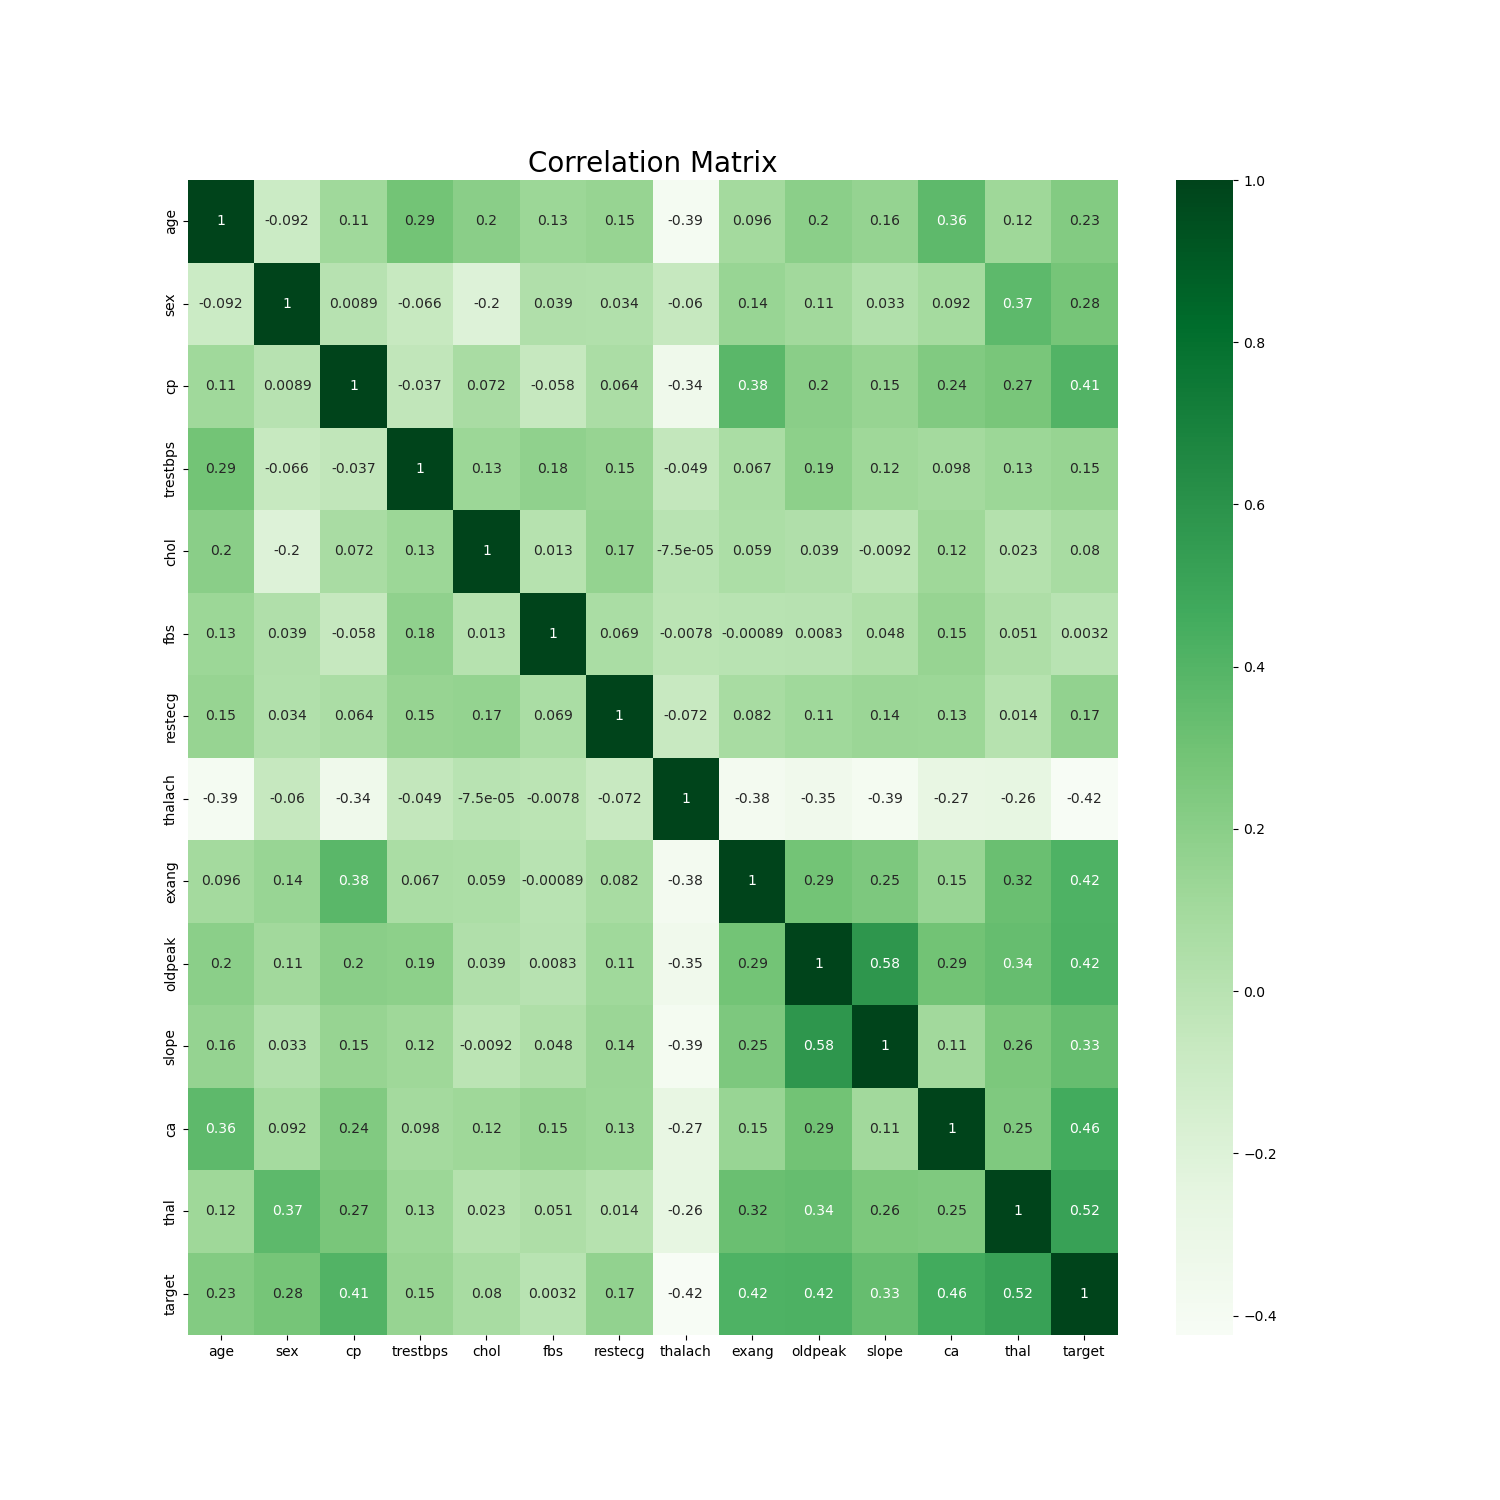 Correlation Matrix
age 1 -0.092 0.11 0.29 0.2 0.13 0.15 -0.39 0.096 0.2 0.16 0.36 0.12 0.23
sex -0.092 1 0.0089 -0.066 -0.2 0.039 0.034 -0.06 0.14 0.11 0.033 0.092 0.37 0.28
cp 0.11 0.0089 1 -0.037 0.072 -0.058 0.064 -0.34 0.38 0.2 0.15 0.24 0.27 0.41
trestbps 0.29 -0.066 -0.037 1 0.13 0.18 0.15 -0.049 0.067 0.19 0.12 0.098 0.13 0.15
chol 0.2 -0.2 0.072 0.13 1 0.013 0.17 -7.5e-05 0.059 0.039 -0.0092 0.12 0.023 0.08
fbs 0.13 0.039 -0.058 0.18 0.013 1 0.069 -0.0078 -0.00089 0.0083 0.048 0.15 0.051 0.0032
restecg 0.15 0.034 0.064 0.15 0.17 0.069 1 -0.072 0.082 0.11 0.14 0.13 0.014 0.17
thalach -0.39 -0.06 -0.34 -0.049 -7.5e-05 -0.0078 -0.072 1 -0.38 -0.35 -0.39 -0.27 -0.26 -0.42
exang 0.096 0.14 0.38 0.067 0.059 -0.00089 0.082 -0.38 1 0.29 0.25 0.15 0.32 0.42
oldpeak 0.2 0.11 0.2 0.19 0.039 0.0083 0.11 -0.35 0.29 1 0.58 0.29 0.34 0.42
slope 0.16 0.033 0.15 0.12 -0.0092 0.048 0.14 -0.39 0.25 0.58 1 0.11 0.26 0.33
ca 0.36 0.092 0.24 0.098 0.12 0.15 0.13 -0.27 0.15 0.29 0.11 1 0.25 0.46
thal 0.12 0.37 0.27 0.13 0.023 0.051 0.014 -0.26 0.32 0.34 0.26 0.25 1 0.52
target 0.23 0.28 0.41 0.15 0.08 0.0032 0.17 -0.42 0.42 0.42 0.33 0.46 0.52 1
age sex cp trestbps chol fbs restecg thalach exang oldpeak slope ca thal target
1.0
0.8
0.6
0.4
0.2
0.0
−0.2
−0.4